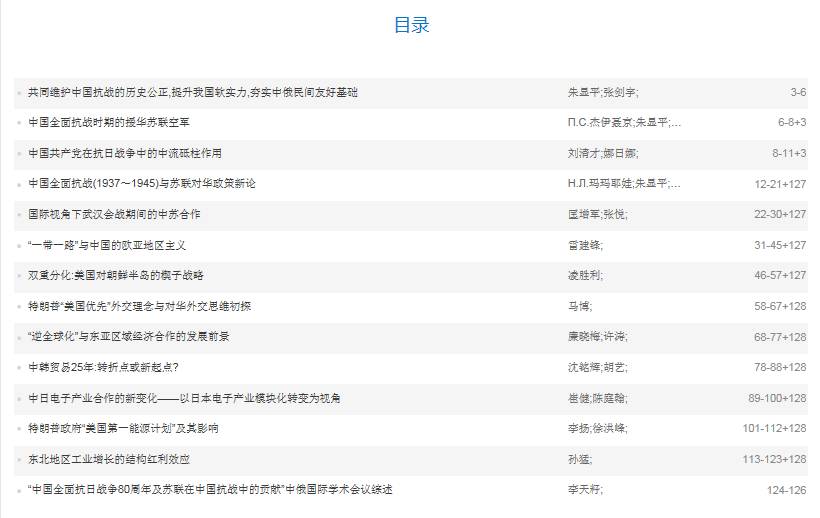 目录
共同维护中国抗战的历史公正,提升我国软实力,夯实中俄民间友好基础 朱显平;张剑宇; 3-6
中国全面抗战时期的援华苏联空军 П.С.杰伊聂京;朱显平;... 6-8+3
中国共产党在抗日战争中的中流砥柱作用 刘清才;娜日娜; 8-11+3
中国全面抗战(1937～1945)与苏联对华政策新论 Н.Л.玛玛耶娃;朱显平;... 12-21+127
国际视角下武汉会战期间的中苏合作 匡增军;张悦; 22-30+127
“一带一路”与中国的欧亚地区主义 雷建锋; 31-45+127
双重分化:美国对朝鲜半岛的楔子战略 凌胜利; 46-57+127
特朗普“美国优先”外交理念与对华外交思维初探 马博; 58-67+128
“逆全球化”与东亚区域经济合作的发展前景 廉晓梅;许涛; 68-77+128
中韩贸易25年:转折点或新起点? 沈铭辉;胡艺; 78-88+128
中日电子产业合作的新变化——以日本电子产业模块化转变为视角 崔健;陈庭翰; 89-100+128
特朗普政府“美国第一能源计划”及其影响 李扬;徐洪峰; 101-112+128
东北地区工业增长的结构红利效应 孙猛; 113-123+128
“中国全面抗日战争80周年及苏联在中国抗战中的贡献”中俄国际学术会议综述 李天籽; 124-126